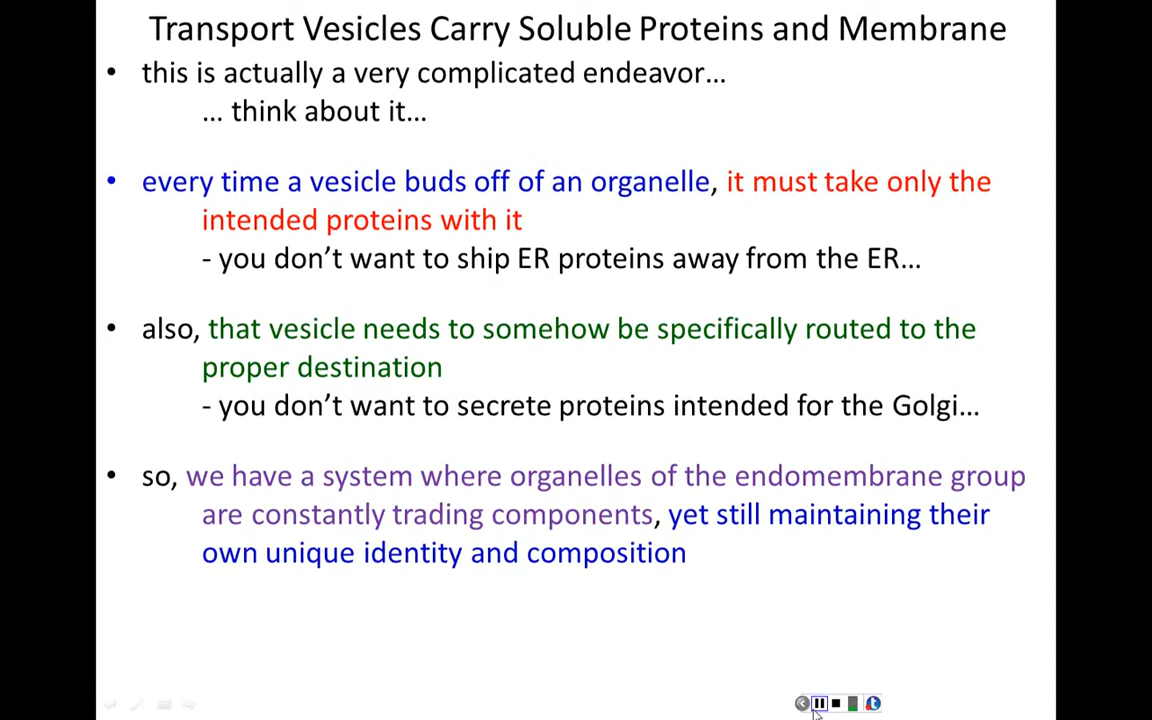 Transport Vesicles Carry Soluble Proteins and Membrane
• this is actually a very complicated endeavor…
… think about it…
• every time a vesicle buds off of an organelle, it must take only the
intended proteins with it
- you don’t want to ship ER proteins away from the ER…
• also, that vesicle needs to somehow be specifically routed to the
proper destination
- you don’t want to secrete proteins intended for the Golgi…
• so, we have a system where organelles of the endomembrane group
are constantly trading components, yet still maintaining their
own unique identity and composition